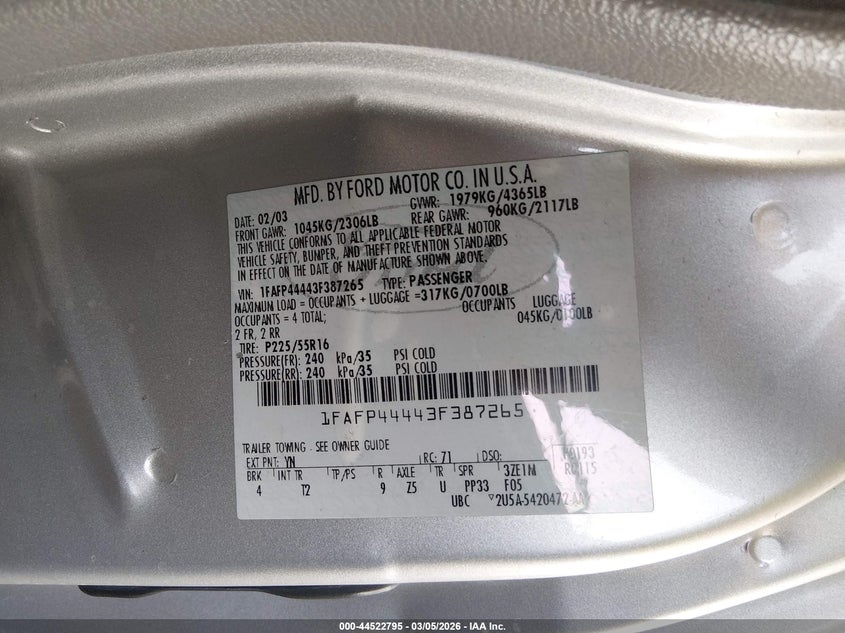 MFD. BY FORD MOTOR CO. IN U.S.A.
DATE: 02/03 GVWR: 1979KG/4365LB
FRONT GAWR: 1045KG/2306LB REAR GAWR: 960KG/2117LB
THIS VEHICLE CONFORMS TO ALL APPLICABLE FEDERAL MOTOR
VEHICLE SAFETY, BUMPER, AND THEFT PREVENTION STANDARDS
IN EFFECT ON THE DATE OF MANUFACTURE SHOWN ABOVE.
VIN: 1FAFP44443F387265 TYPE: PASSENGER
MAXIMUM LOAD = OCCUPANTS + LUGGAGE =317KG/0700LB
OCCUPANTS = 4 TOTAL; OCCUPANTS LUGGAGE
2 FR, 2 RR 045KG/0100LB
TIRE: P225/55R16
PRESSURE(FR): 240 kPa/35 PSI COLD
PRESSURE(RR): 240 kPa/35 PSI COLD
1FAFP44443F387265
TRAILER TOWING - SEE OWNER GUIDE
EXT PNT: YN RC: 71 DSO: F0193
BRK INT TR TP/PS R AXLE TR SPR 3ZE1M RC115
4 T2 9 Z5 U PP33 F05
UBC 2U5A-5420472-
000-44522795 — 03/05/2026 — IAA Inc.